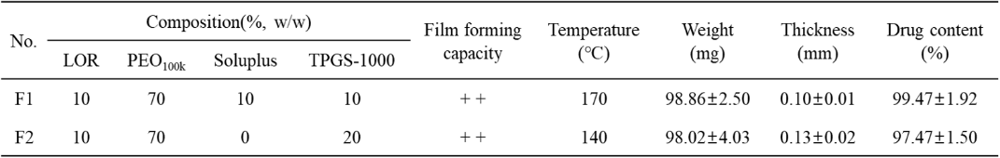 No. Composition(%, w/w) Film forming capacity Temperature (°C) Weight (mg) Thickness (mm) Drug content (%)
LOR PEO100k Soluplus TPGS-1000
F1 10 70 10 10 + + 170 98.86±2.50 0.10±0.01 99.47±1.92
F2 10 70 0 20 + + 140 98.02±4.03 0.13±0.02 97.47±1.50